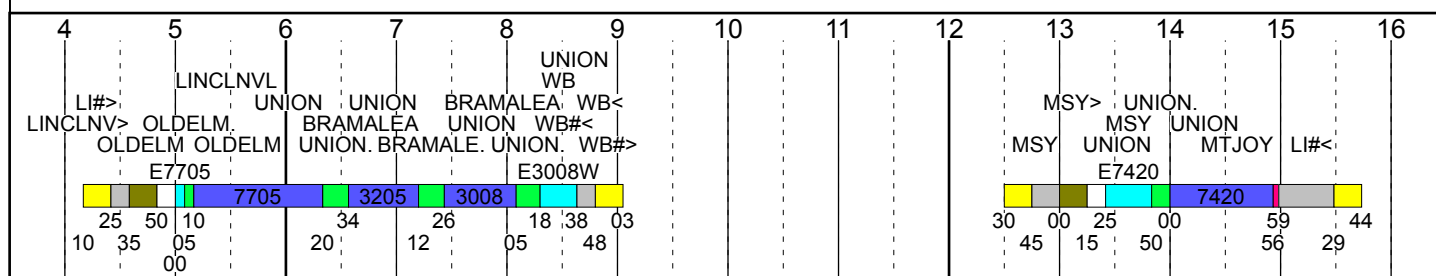 4 5 6 7 8 9 10 11 12 13 14 15 16
UNION
LINCLNVL WB
LI#> UNION UNION BRAMALEA WB< MSY> UNION.
LINCLNV> OLDELM. BRAMALEA UNION WB#< MSY UNION
OLDELM OLDELM UNION. BRAMALE. UNION. WB#> MSY UNION MTJOY LI#<
E7705 E3008W E7420
7705 3205 3008 7420
25 50 10 34 26 18 38 03 30 00 25 00 59 44
10 35 05 20 12 05 48 45 15 50 56 29
00